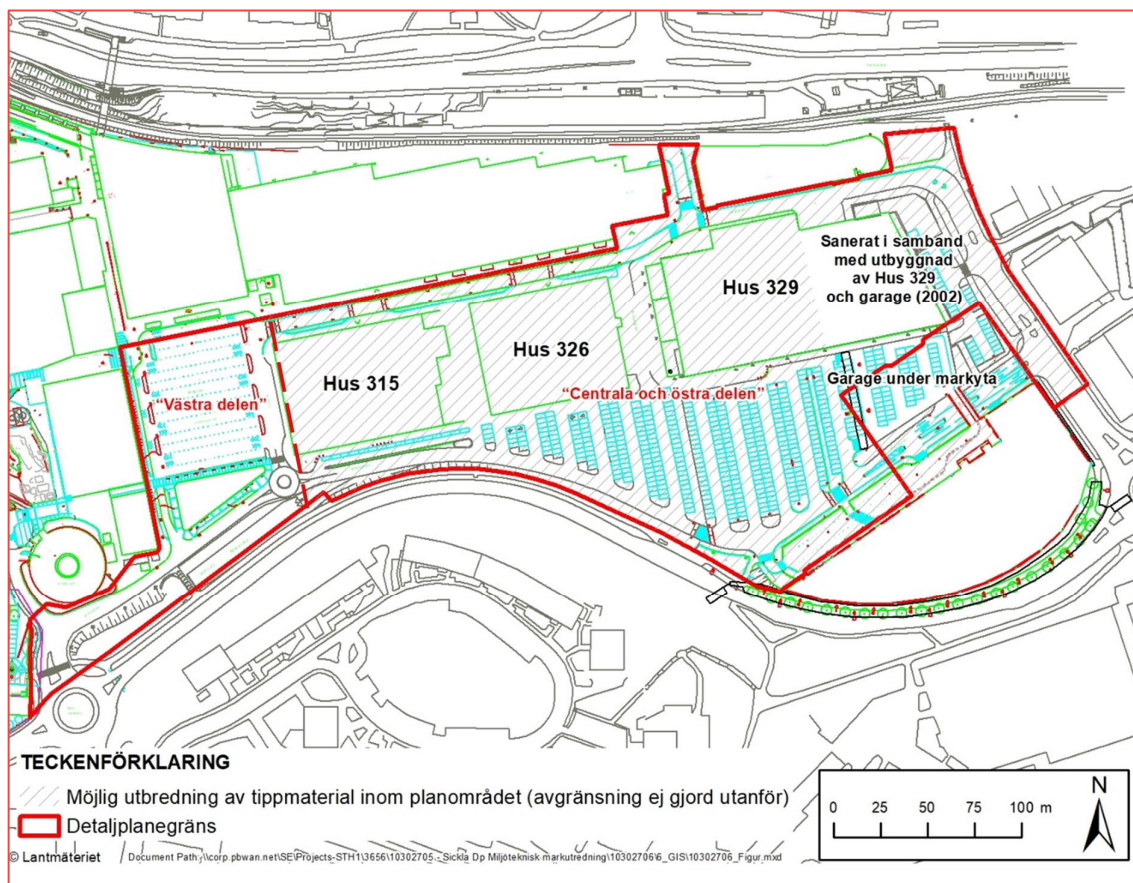 Sanerat i samband
med utbyggnad
av Hus 329
och garage (2002)
Hus 329
Hus 326
Hus 315
"Centrala och östra delen"
Garage under markyta
"Västra delen"
TECKENFÖRKLARING
Möjlig utbredning av tippmaterial inom planområdet (avgränsning ej gjord utanför)
Detaljplanegräns
0 25 50 75 100 m
N
© Lantmäteriet Document Path: \\corp.pbwan.net\SE\Projects-STH1\3656\10302705 - Sickla Dp Miljöteknisk markutredning\10302706\6_GIS\10302706_Figur.mxd